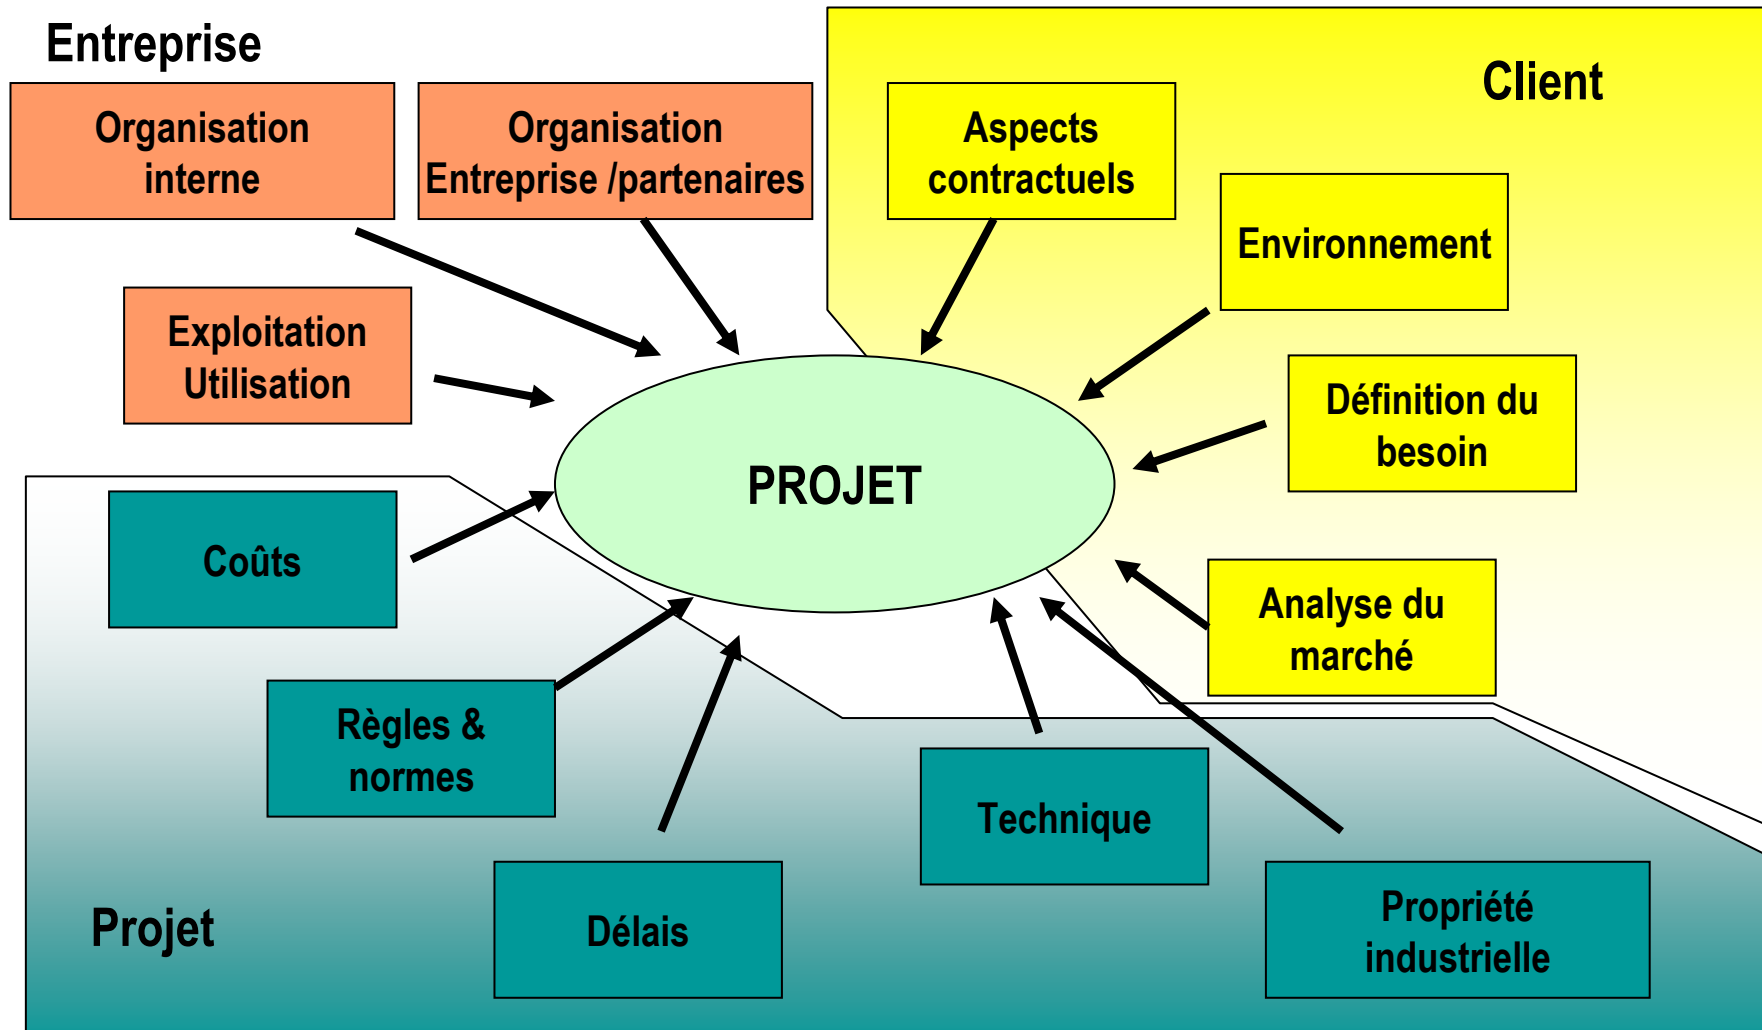 Entreprise
Client
Organisation
interne
Organisation
Entreprise /partenaires
Aspects
contractuels
Environnement
Exploitation
Utilisation
Définition du
besoin
PROJET
Coûts
Analyse du
marché
Règles &
normes
Technique
Projet
Délais
Propriété
industrielle